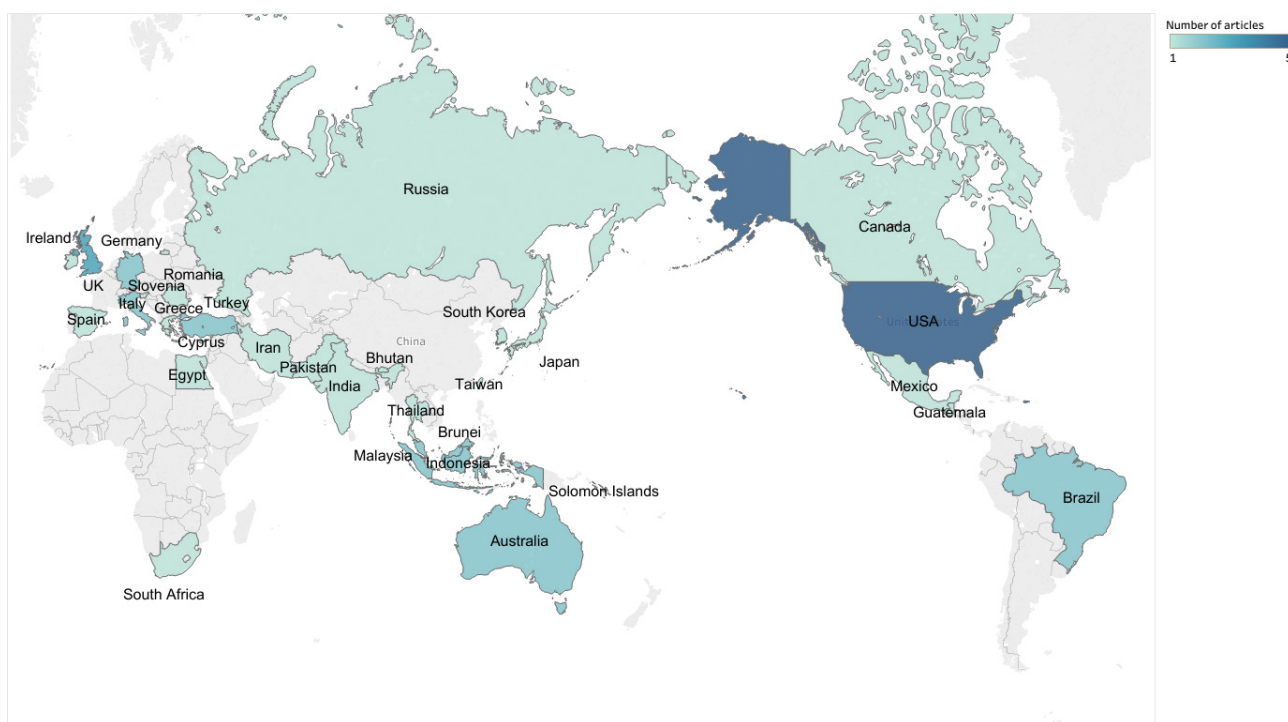 Number of articles
1
5
Russia
Canada
Ireland
Germany
UK
Romania
Slovenia
Italy
Greece
Turkey
Spain
Cyprus
South Korea
China
Japan
USA
Iran
Egypt
Pakistan
India
Bhutan
Taiwan
Mexico
Guatemala
Thailand
Brunei
Malaysia
Indonesia
Solomon Islands
Brazil
Australia
South Africa